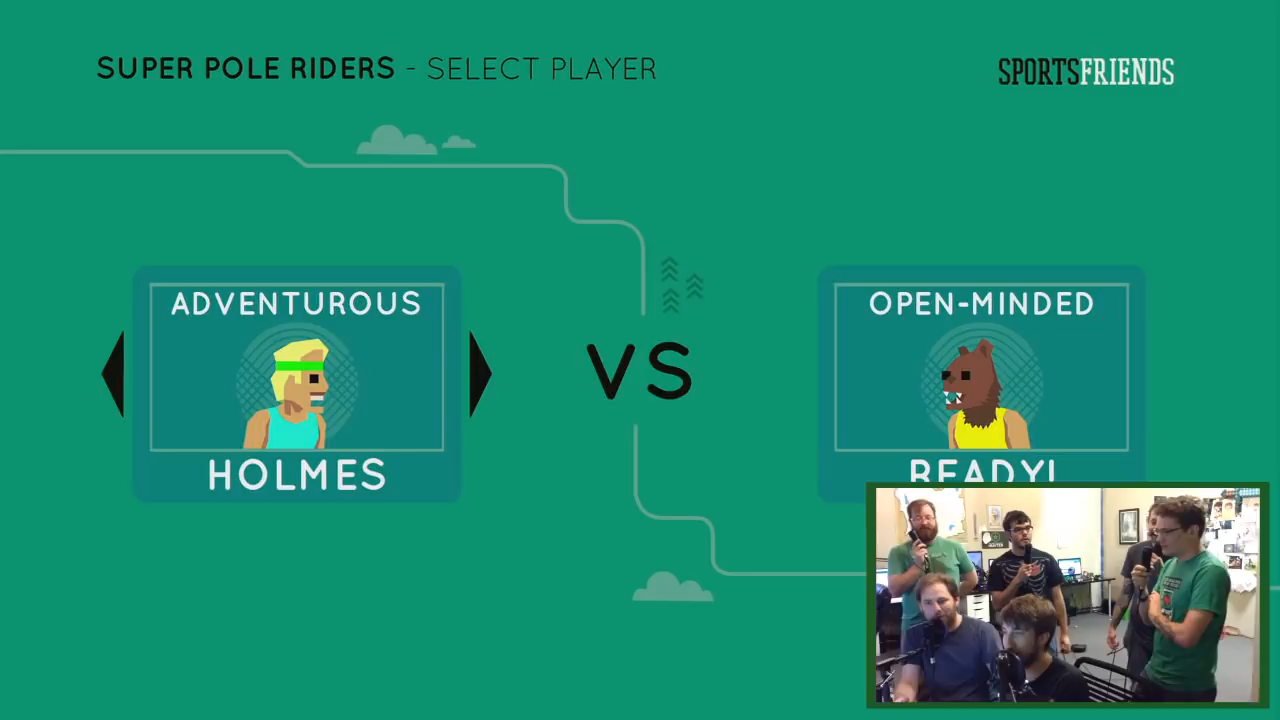 SUPER POLE RIDERS - SELECT PLAYER
SPORTSFRIENDS
ADVENTUROUS
HOLMES
VS
OPEN-MINDED
READY!